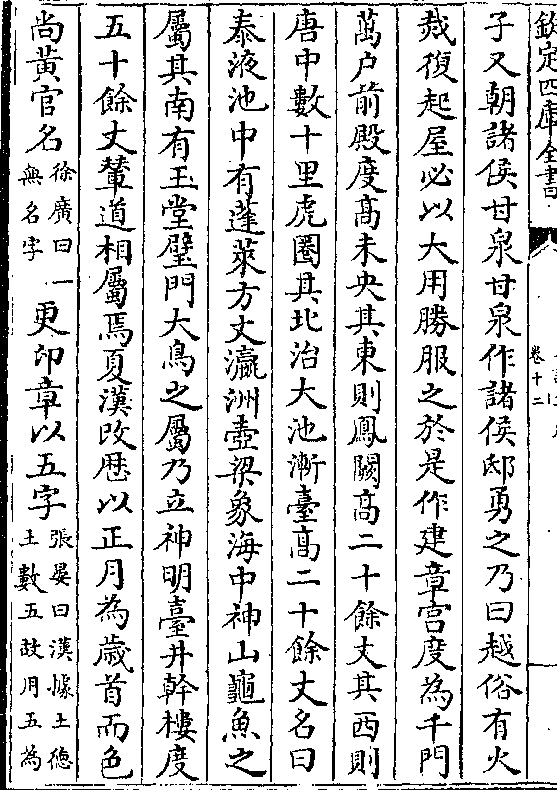 欽定四庫全書
卷十二
子又朝諸侯甘泉甘泉作諸侯邸勇之乃曰越俗有火
烖復起屋必以大用勝服之於是作建章宫度為千門
萬户前殿度髙未央其東則鳳闕髙二十餘丈其西則
唐中數十里虎圈其北治大池漸臺髙二十餘丈名曰
泰液池中有蓬萊方丈瀛洲壺梁象海中神山龜魚之
屬其南有玉堂璧門大鳥之屬乃立神明臺井幹樓度
五十餘丈輦道相屬焉夏漢改厯以正月為歳首而色
尚黄官名徐廣曰一無名字更印章以五字張晏曰漢據土徳土數五故用五為